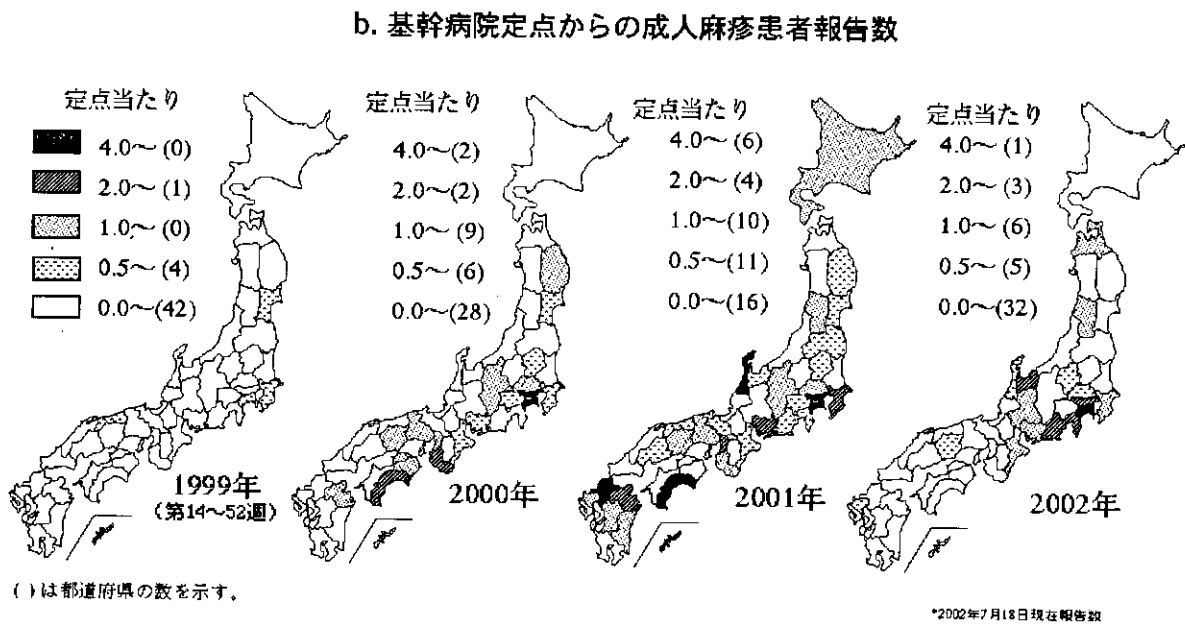 b. 基幹病院定点からの成人麻疹患者報告数
定点当たり
4.0〜(0)
2.0〜(1)
1.0〜(0)
0.5〜(4)
0.0〜(42)
1999年
(第14〜52週)
定点当たり
4.0〜(2)
2.0〜(2)
1.0〜(9)
0.5〜(6)
0.0〜(28)
2000年
定点当たり
4.0〜(6)
2.0〜(4)
1.0〜(10)
0.5〜(11)
0.0〜(16)
2001年
定点当たり
4.0〜(1)
2.0〜(3)
1.0〜(6)
0.5〜(5)
0.0〜(32)
2002年
( )は都道府県の数を示す。
*2002年7月18日現在報告数